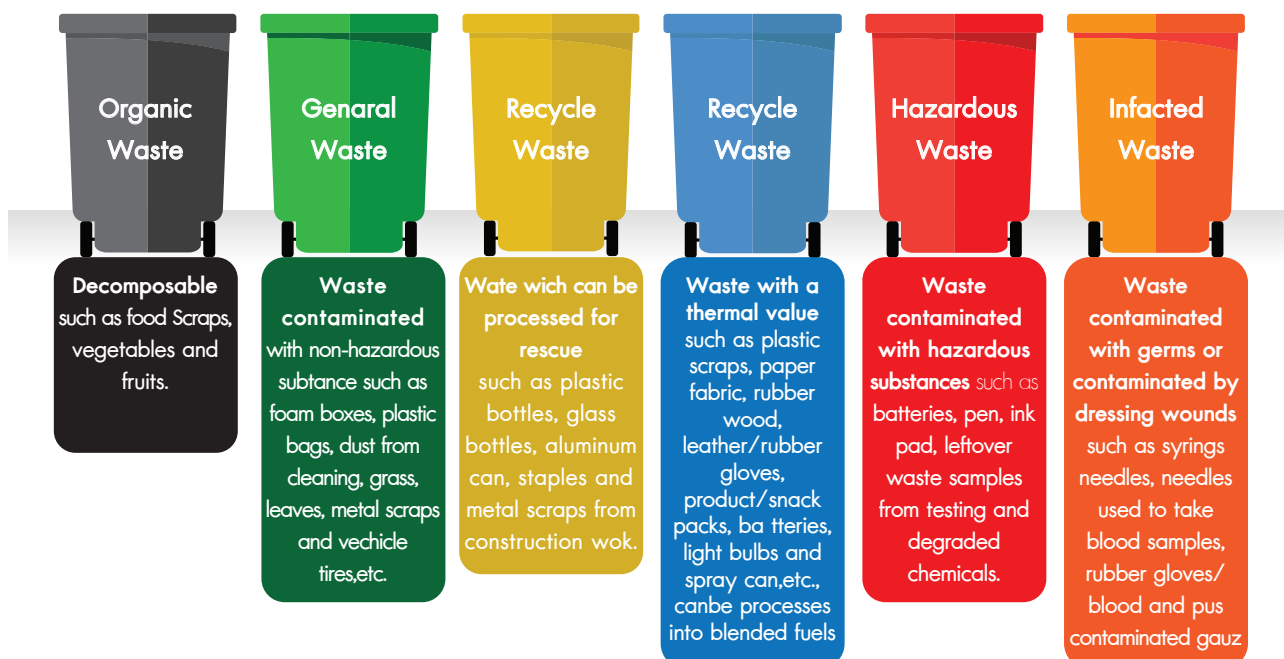 Organic
Waste
Genaral
Waste
Recycle
Waste
Recycle
Waste
Hazardous
Waste
Infacted
Waste
Decomposable
such as food Scraps,
vegetables and
fruits.
Waste
contaminated
with non-hazardous
subtance such as
foam boxes, plastic
bags, dust from
cleaning, grass,
leaves, metal scraps
and vechicle
tires,etc.
Wate wich can be
processed for
rescue
such as plastic
bottles, glass
bottles, aluminum
can, staples and
metal scraps from
construction wok.
Waste with a
thermal value
such as plastic
scraps, paper
fabric, rubber
wood,
leather/rubber
gloves,
product/snack
packs, ba tteries,
light bulbs and
spray can,etc.,
canbe processes
into blended fuels
Waste
contaminated
with hazardous
substances such as
batteries, pen, ink
pad, leftover
waste samples
from testing and
degraded
chemicals.
Waste
contaminated
with germs or
contaminated by
dressing wounds
such as syrings
needles, needles
used to take
blood samples,
rubber gloves/
blood and pus
contaminated gauz